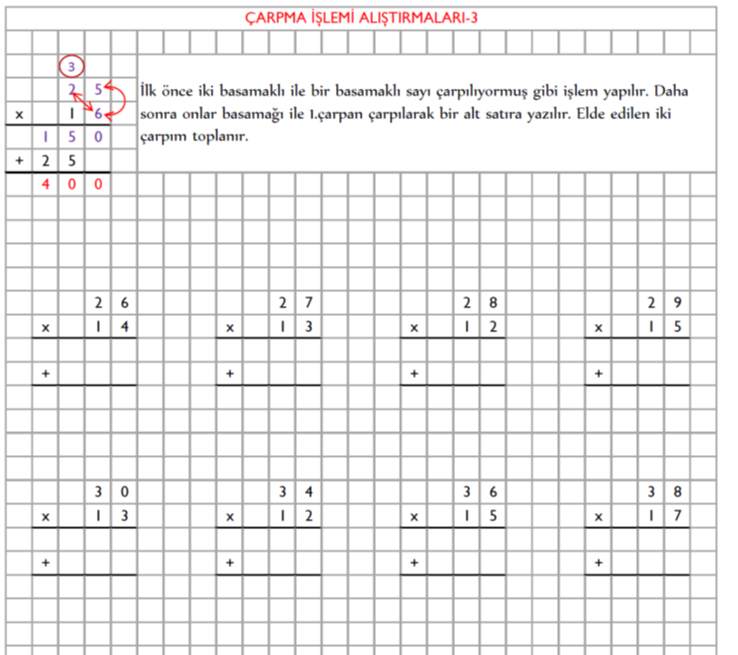 ÇARPMA İŞLEMİ ALIŞTIRMALARI-3
3
2 5
x 1 6
1 5 0
+ 2 5
4 0 0
İlk önce iki basamaklı ile bir basamaklı sayı çarpılıyormuş gibi işlem yapılır. Daha
sonra onlar basamağı ile 1.çarpan çarpılarak bir alt satıra yazılır. Elde edilen iki
çarpım toplanır.
2 6 2 7 2 8 2 9
x 1 4 x 1 3 x 1 2 x 1 5
+ + + +
3 0 3 4 3 6 3 8
x 1 3 x 1 2 x 1 5 x 1 7
+ + + +